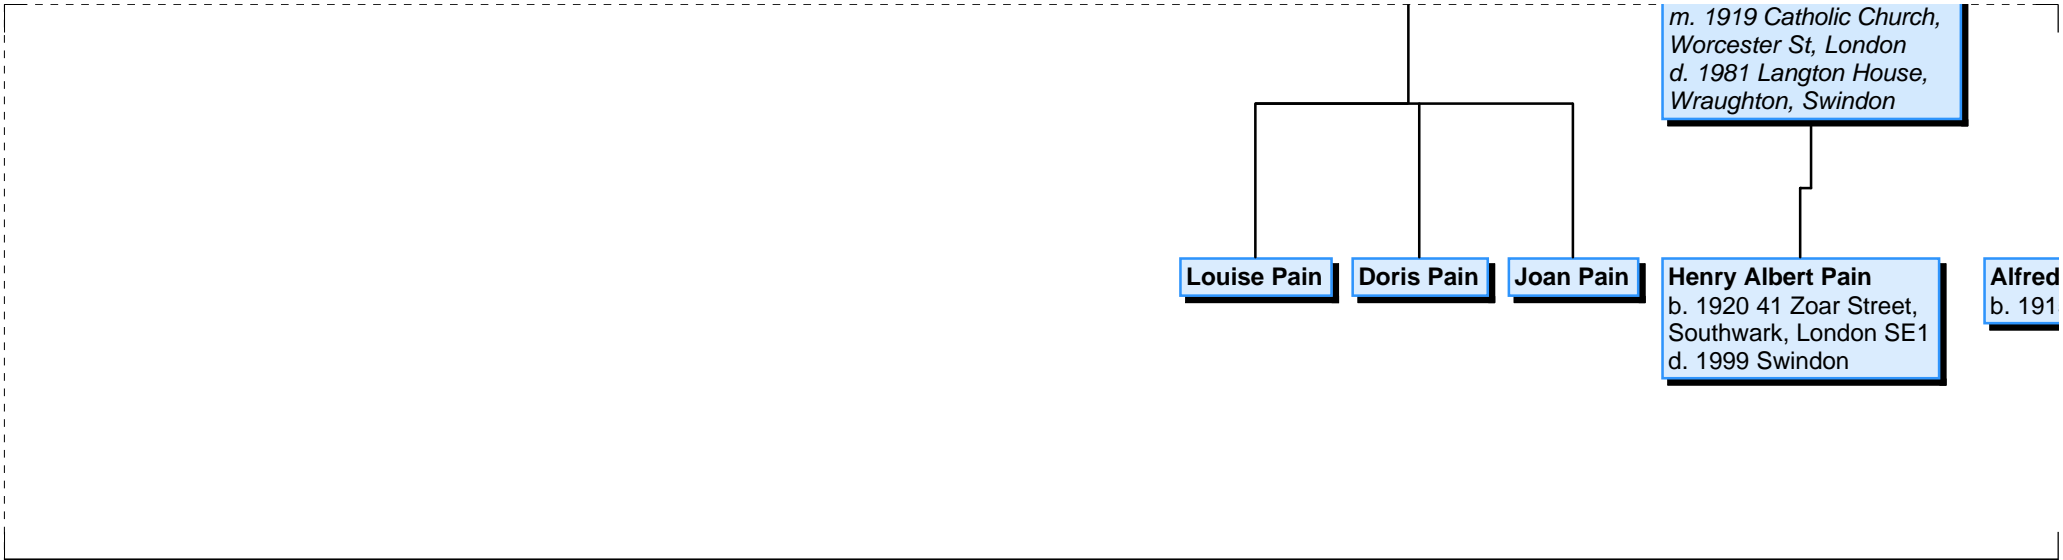 m. 1919 Catholic Church,
Worcester St, London
d. 1981 Langton House,
Wraughton, Swindon
Louise Pain
Doris Pain
Joan Pain
Henry Albert Pain
b. 1920 41 Zoar Street,
Southwark, London SE1
d. 1999 Swindon
Alfred
b. 191